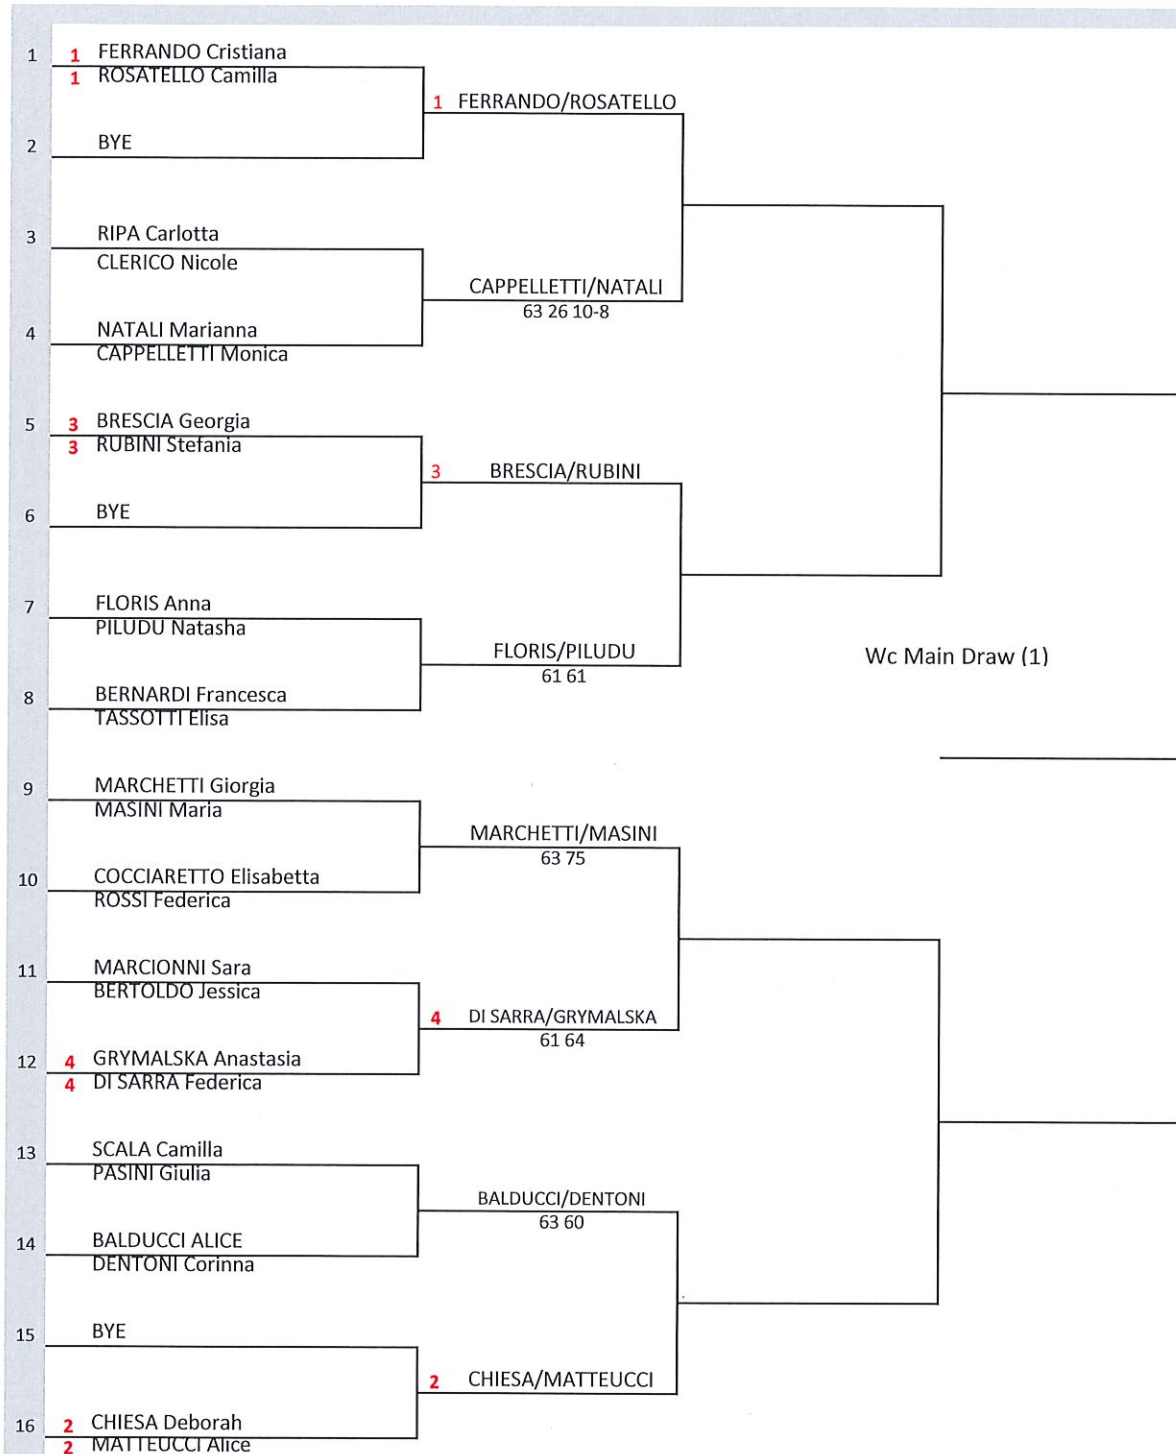 1 1 FERRANDO Cristiana
1 ROSATELLO Camilla
1 FERRANDO/ROSATELLO
2 BYE
3 RIPA Carlotta
CLERICO Nicole
CAPPELLETTI/NATALI
63 26 10-8
4 NATALI Marianna
CAPPELLETTI Monica
5 3 BRESCIA Georgia
3 RUBINI Stefania
3 BRESCIA/RUBINI
6 BYE
7 FLORIS Anna
PILUDU Natasha
FLORIS/PILUDU
61 61
Wc Main Draw (1)
8 BERNARDI Francesca
TASSOTTI Elisa
9 MARCHETTI Giorgia
MASINI Maria
MARCHETTI/MASINI
63 75
10 COCCIARETTO Elisabetta
ROSSI Federica
11 MARCIONNI Sara
BERTOLDO Jessica
4 DI SARRA/GRYMALSKA
61 64
12 4 GRYMALSKA Anastasia
4 DI SARRA Federica
13 SCALA Camilla
PASINI Giulia
BALDUCCI/DENTONI
63 60
14 BALDUCCI ALICE
DENTONI Corinna
15 BYE
2 CHIESA/MATTEUCCI
16 2 CHIESA Deborah
2 MATTEUCCI Alice